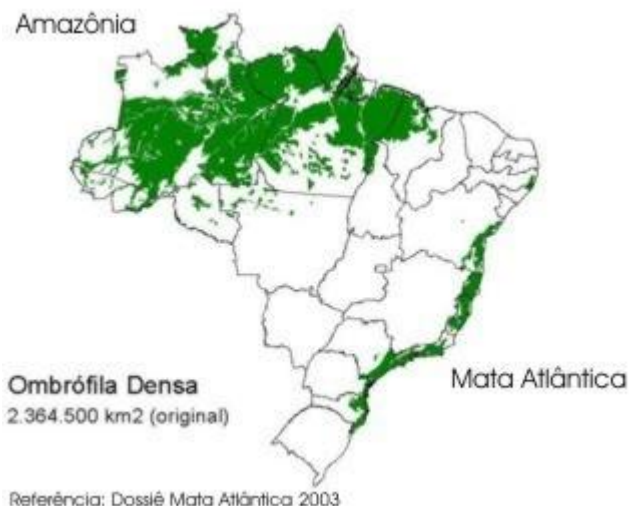 Amazônia
Mata Atlântica
Ombrófila Densa
2.364.500 km2 (original)
Referência: Dossiê Mata Atlântica 2003